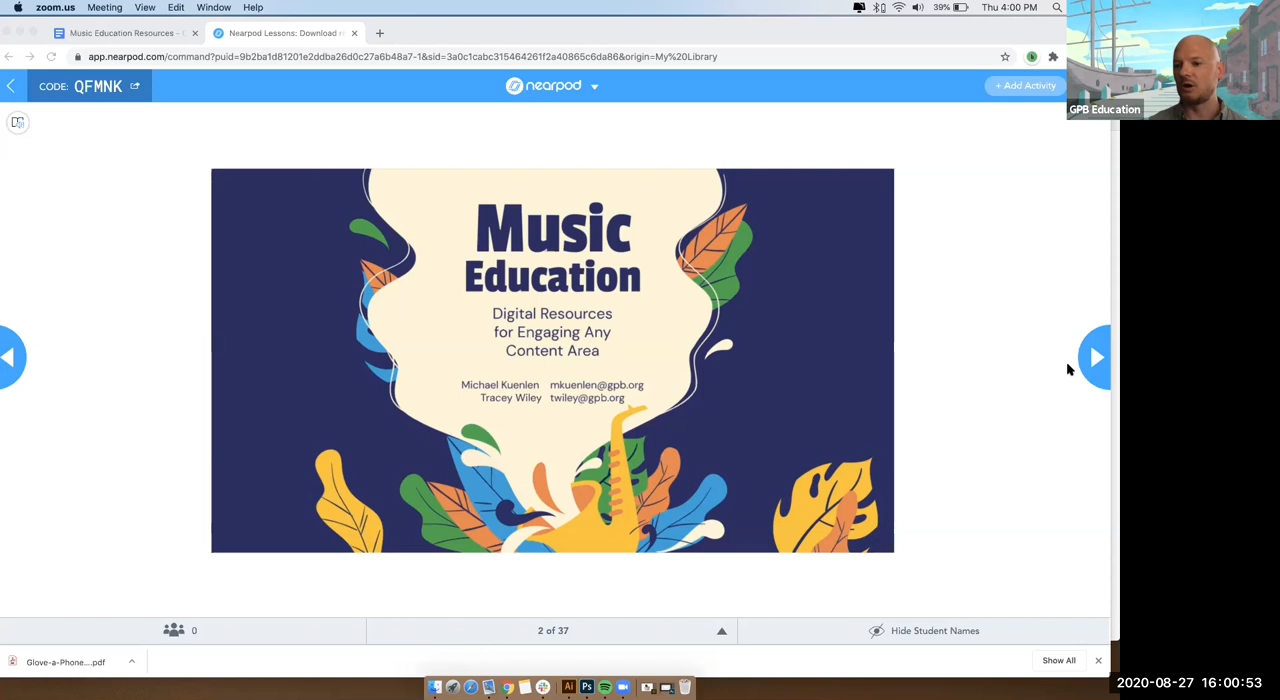 zoom.us Meeting View Edit Window Help 39% Thu 4:00 PM
Music Education Resources - Nearpod Lessons: Download r
app.nearpod.com/command?puid=9b2ba1d81201e2ddba26d0c27a6b48a7-1&sid=3a0c1cabc315464261f2a40865c6da86&origin=My%20Library
CODE: QFMNK nearpod + Add Activity
GPB Education
Music
Education
Digital Resources
for Engaging Any
Content Area
Michael Kuenlen mkuenlen@gpb.org
Tracey Wiley twiley@gpb.org
0 2 of 37 Hide Student Names
Glove-a-Phone....pdf Show All
Ai Ps
2020-08-27 16:00:53